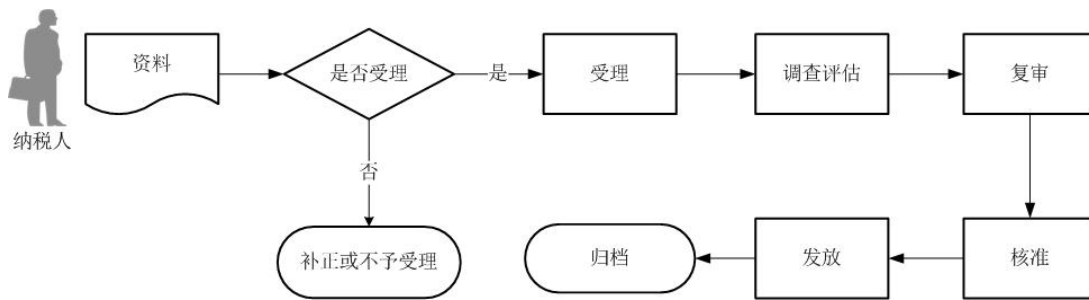 纳税人
资料
是否受理
是
受理
调查评估
复审
否
补正或不予受理
归档
发放
核准